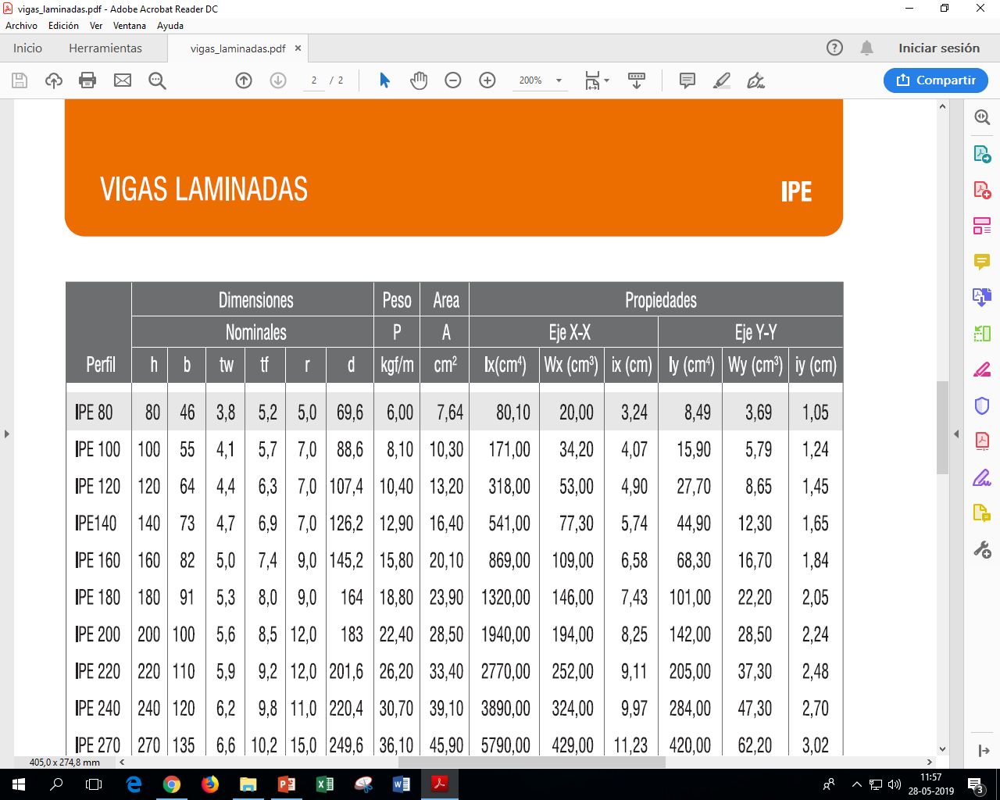 vigas_laminadas.pdf - Adobe Acrobat Reader DC
Archivo Edición Ver Ventana Ayuda
Inicio Herramientas vigas_laminadas.pdf × Iniciar sesión
2 / 2 200% Compartir
VIGAS LAMINADAS IPE
Dimensiones Peso Area Propiedades
Nominales P A Eje X-X Eje Y-Y
Perfil h b tw tf r d kgf/m cm² Ix(cm⁴) Wx (cm³) ix (cm) Iy (cm⁴) Wy (cm³) iy (cm)
IPE 80 80 46 3,8 5,2 5,0 69,6 6,00 7,64 80,10 20,00 3,24 8,49 3,69 1,05
IPE 100 100 55 4,1 5,7 7,0 88,6 8,10 10,30 171,00 34,20 4,07 15,90 5,79 1,24
IPE 120 120 64 4,4 6,3 7,0 107,4 10,40 13,20 318,00 53,00 4,90 27,70 8,65 1,45
IPE140 140 73 4,7 6,9 7,0 126,2 12,90 16,40 541,00 77,30 5,74 44,90 12,30 1,65
IPE 160 160 82 5,0 7,4 9,0 145,2 15,80 20,10 869,00 109,00 6,58 68,30 16,70 1,84
IPE 180 180 91 5,3 8,0 9,0 164 18,80 23,90 1320,00 146,00 7,43 101,00 22,20 2,05
IPE 200 200 100 5,6 8,5 12,0 183 22,40 28,50 1940,00 194,00 8,25 142,00 28,50 2,24
IPE 220 220 110 5,9 9,2 12,0 201,6 26,20 33,40 2770,00 252,00 9,11 205,00 37,30 2,48
IPE 240 240 120 6,2 9,8 11,0 220,4 30,70 39,10 3890,00 324,00 9,97 284,00 47,30 2,70
IPE 270 270 135 6,6 10,2 15,0 249,6 36,10 45,90 5790,00 429,00 11,23 420,00 62,20 3,02
405,0 x 274,8 mm
11:57
28-05-2019 3